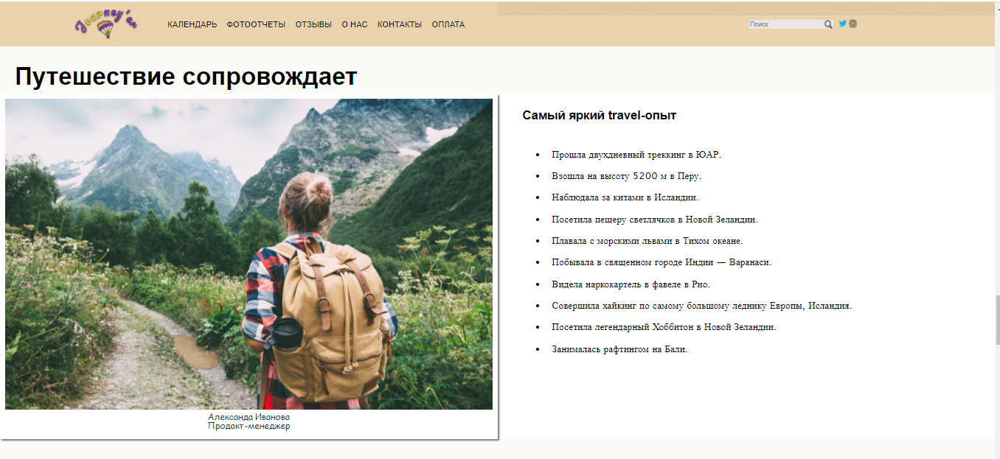 Journey'ai
КАЛЕНДАРЬ ФОТООТЧЕТЫ ОТЗЫВЫ О НАС КОНТАКТЫ ОПЛАТА
Поиск
Путешествие сопровождает
Александа Иванова
Продакт-менеджер
Самый яркий travel-опыт
Прошла двухдневный треккинг в ЮАР.
Взошла на высоту 5200 м в Перу.
Наблюдала за китами в Исландии.
Посетила пещеру светлячков в Новой Зеландии.
Плавала с морскими львами в Тихом океане.
Побывала в священном городе Индии — Варанаси.
Видела наркокартель в фавеле в Рио.
Совершила хайкинг по самому большому леднику Европы, Исландия.
Посетила легендарный Хоббитон в Новой Зеландии.
Занималась рафтингом на Бали.